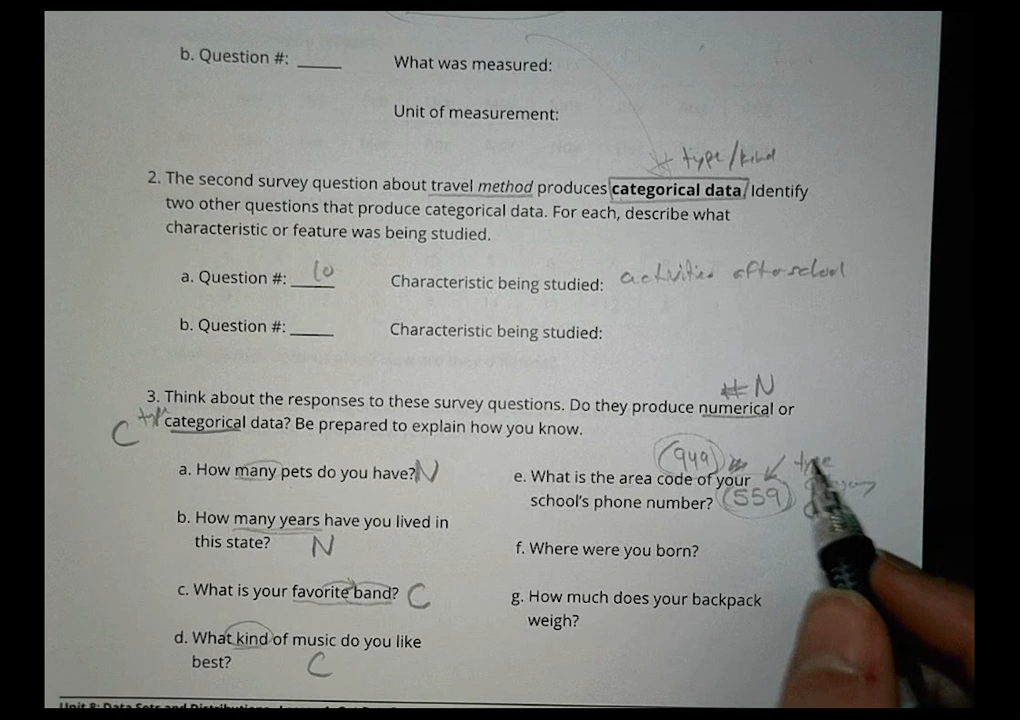 b. Question #: _____ What was measured:
Unit of measurement:
type/kind
2. The second survey question about travel method produces categorical data. Identify
two other questions that produce categorical data. For each, describe what
characteristic or feature was being studied.
a. Question #: 10 Characteristic being studied: activities afterschool
b. Question #: _____ Characteristic being studied:
# N
3. Think about the responses to these survey questions. Do they produce numerical or
C categorical data? Be prepared to explain how you know.
a. How many pets do you have? N
b. How many years have you lived in
this state? N
c. What is your favorite band? C
d. What kind of music do you like
best? C
(949)
e. What is the area code of your
school's phone number? (559)
f. Where were you born?
g. How much does your backpack
weigh?